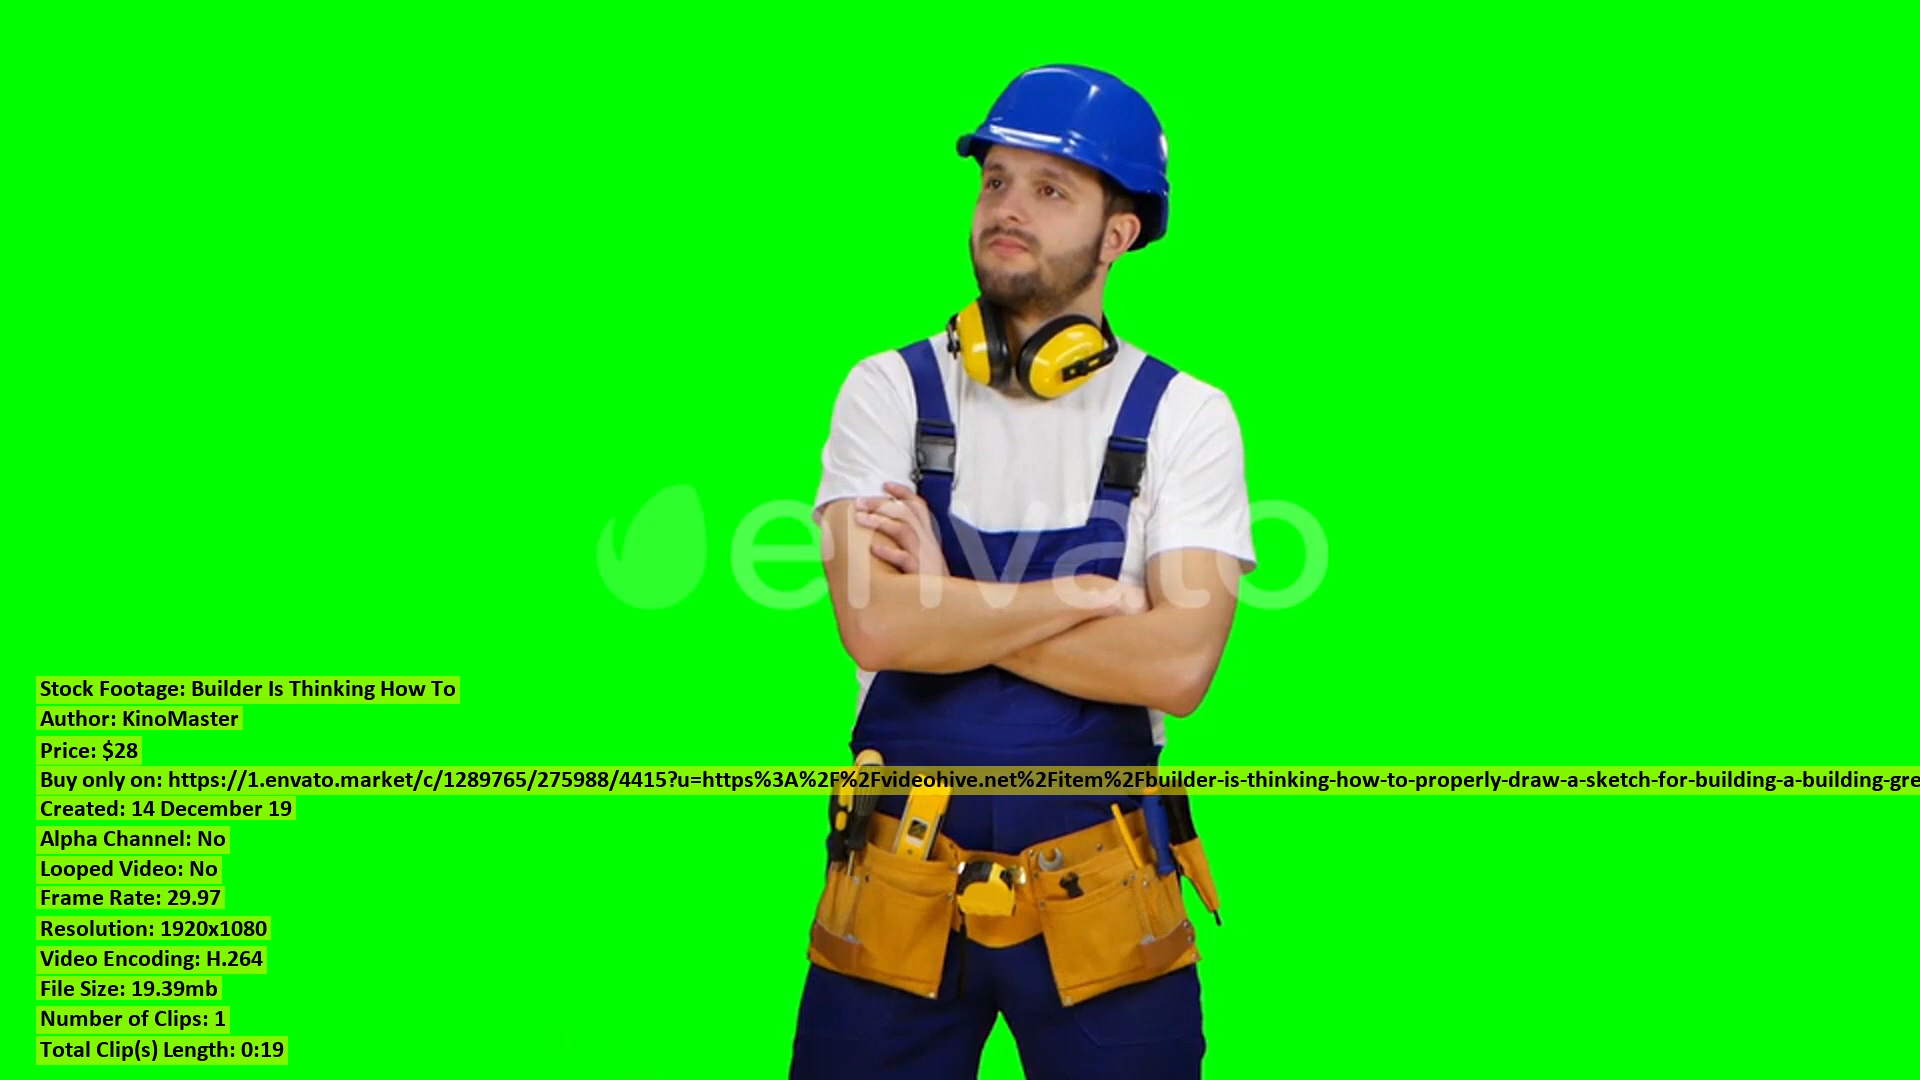 envato
Stock Footage: Builder Is Thinking How To
Author: KinoMaster
Price: $28
Buy only on: https://1.envato.market/c/1289765/275988/4415?u=https%3A%2F%2Fvideohive.net%2Fitem%2Fbuilder-is-thinking-how-to-properly-draw-a-sketch-for-building-a-building-gre
Created: 14 December 19
Alpha Channel: No
Looped Video: No
Frame Rate: 29.97
Resolution: 1920x1080
Video Encoding: H.264
File Size: 19.39mb
Number of Clips: 1
Total Clip(s) Length: 0:19